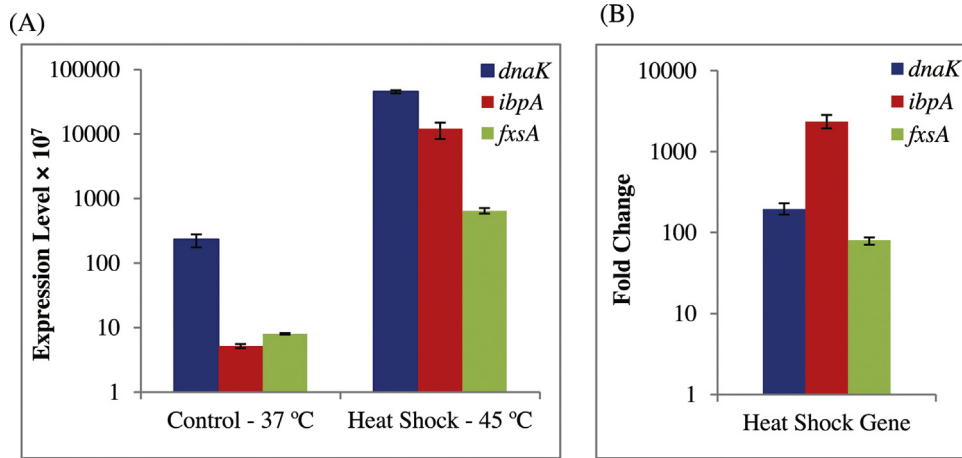 (A)
Expression Level × 10⁷
100000
10000
1000
100
10
1
dnaK
ibpA
fxsA
Control - 37 ºC
Heat Shock - 45 ºC
(B)
Fold Change
10000
1000
100
10
1
dnaK
ibpA
fxsA
Heat Shock Gene